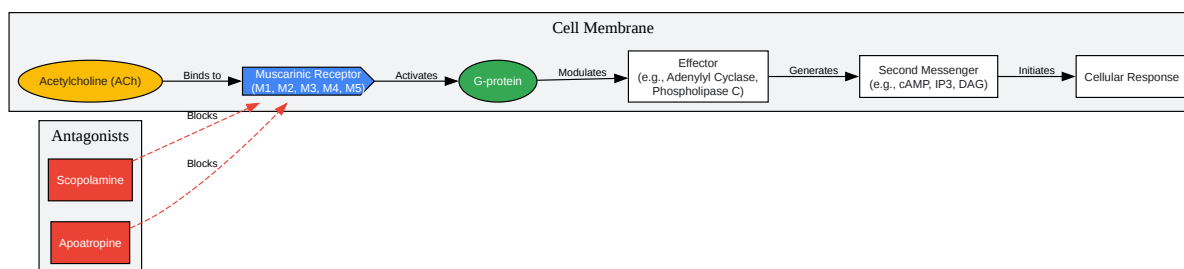 Cell Membrane
Acetylcholine (ACh)
Binds to
Muscarinic Receptor
(M1, M2, M3, M4, M5)
Activates
G-protein
Modulates
Effector
(e.g., Adenylyl Cyclase,
Phospholipase C)
Generates
Second Messenger
(e.g., cAMP, IP3, DAG)
Initiates
Cellular Response
Antagonists
Blocks
Scopolamine
Blocks
Apoatropine